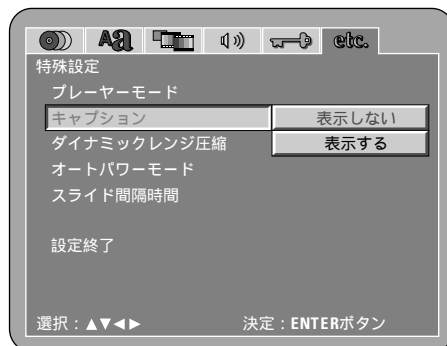 Aa etc.
特殊設定
プレーヤーモード
キャプション 表示しない
ダイナミックレンジ圧縮 表示する
オートパワーモード
スライド間隔時間
設定終了
選択：▲▼◀▶ 決定：ENTERボタン